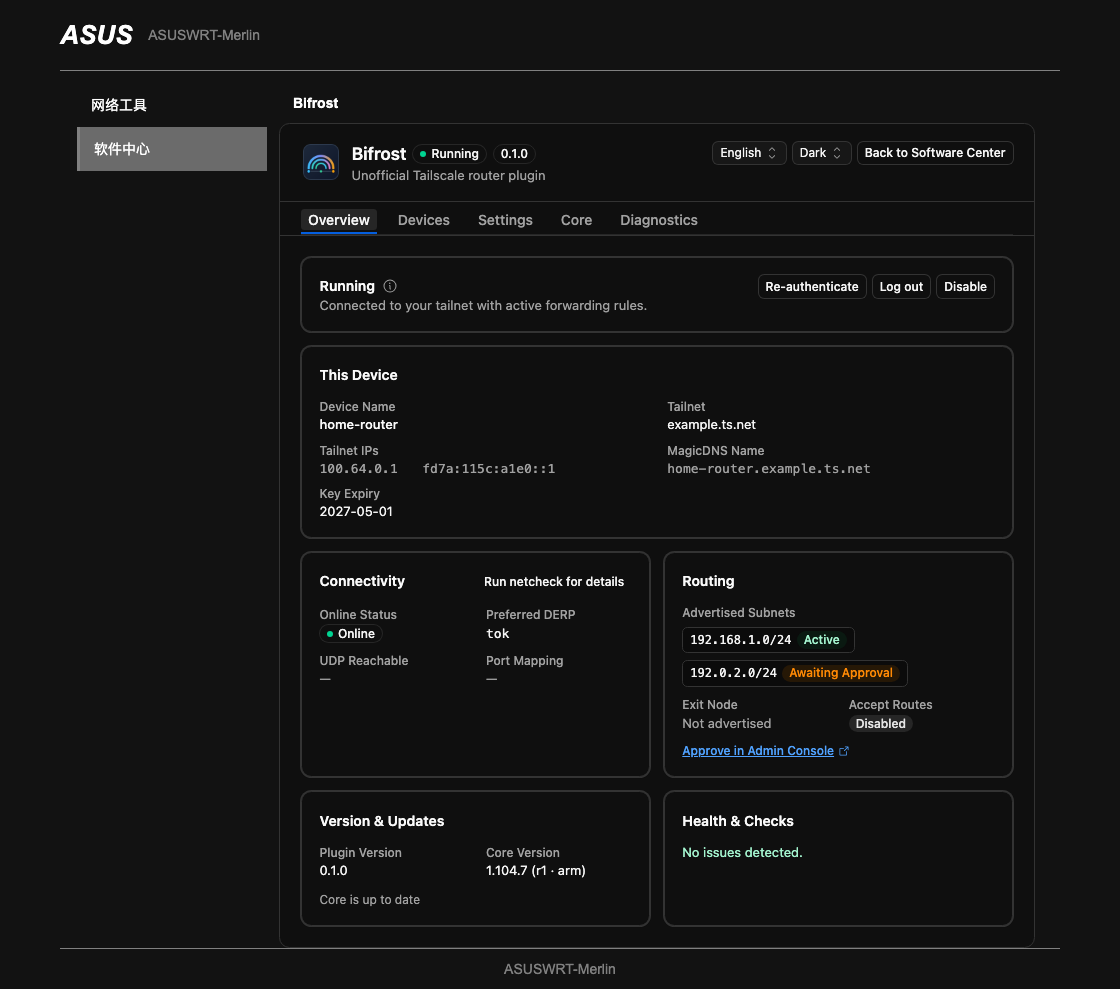 ASUS ASUSWRT-Merlin
网络工具
软件中心
Bifrost
Bifrost Running 0.1.0
Unofficial Tailscale router plugin
English Dark Back to Software Center
Overview Devices Settings Core Diagnostics
Running
Connected to your tailnet with active forwarding rules.
Re-authenticate Log out Disable
This Device
Device Name
home-router
Tailnet
example.ts.net
Tailnet IPs
100.64.0.1 fd7a:115c:a1e0::1
MagicDNS Name
home-router.example.ts.net
Key Expiry
2027-05-01
Connectivity Run netcheck for details
Online Status
Online
Preferred DERP
tok
UDP Reachable
—
Port Mapping
—
Routing
Advertised Subnets
192.168.1.0/24 Active
192.0.2.0/24 Awaiting Approval
Exit Node
Not advertised
Accept Routes
Disabled
Approve in Admin Console
Version & Updates
Plugin Version
0.1.0
Core Version
1.104.7 (r1 · arm)
Core is up to date
Health & Checks
No issues detected.
ASUSWRT-Merlin